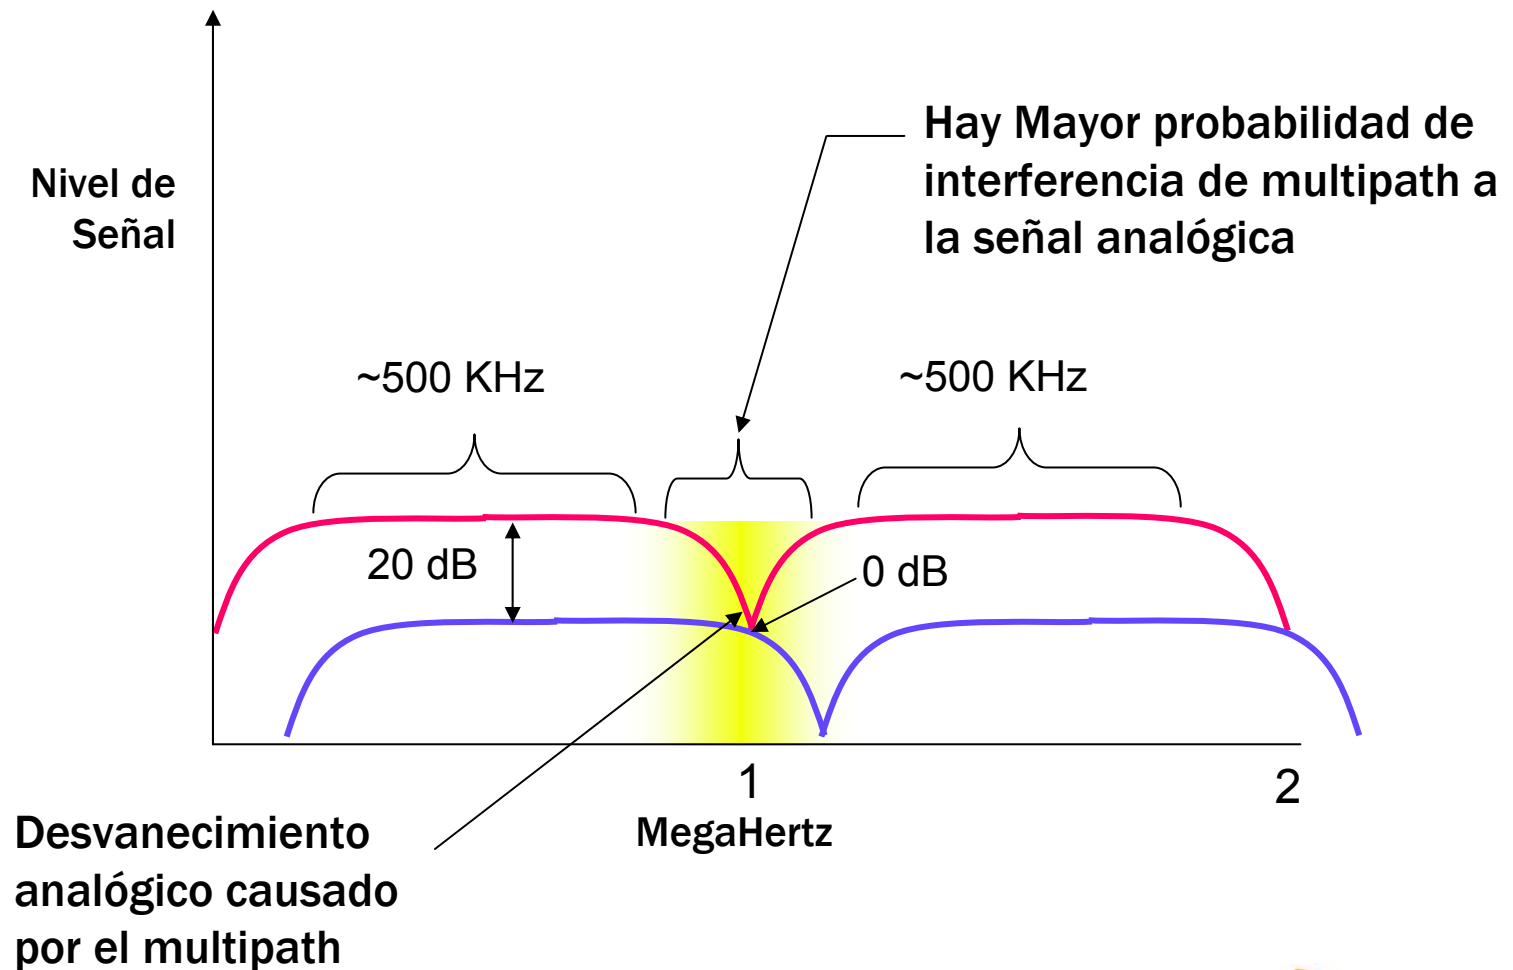 Nivel de
Señal
Hay Mayor probabilidad de
interferencia de multipath a
la señal analógica
~500 KHz
~500 KHz
20 dB
0 dB
1
2
MegaHertz
Desvanecimiento
analógico causado
por el multipath